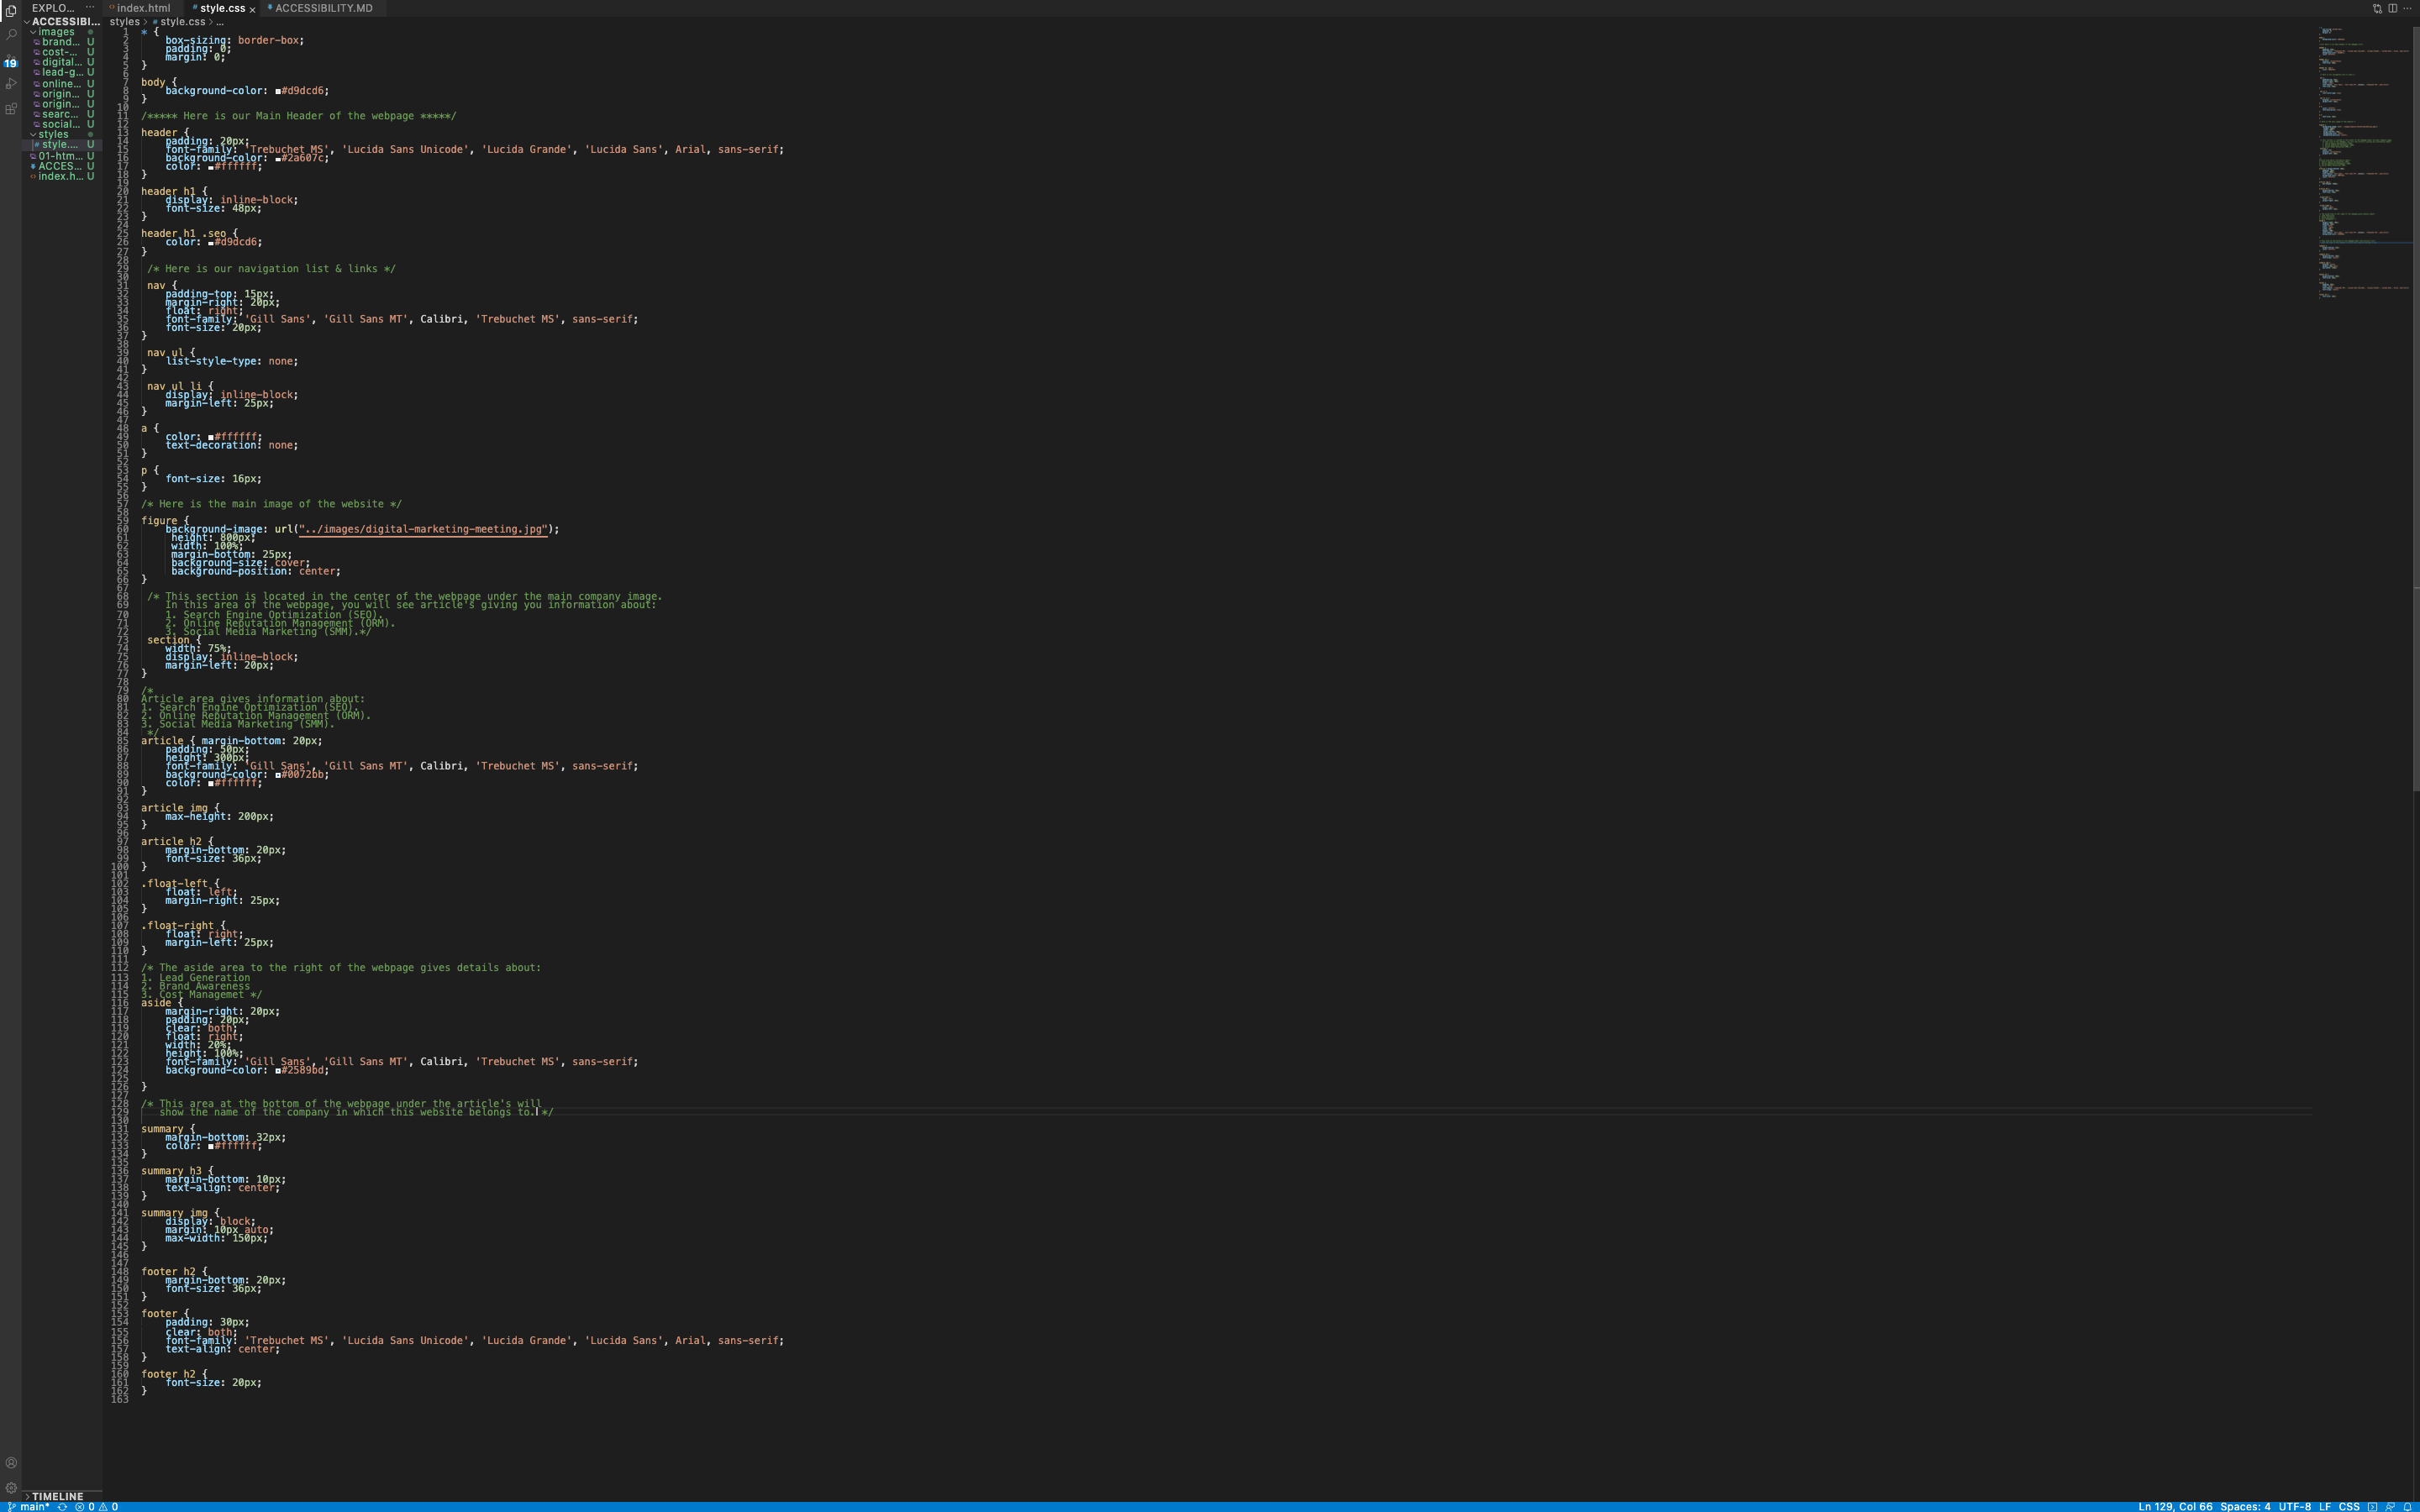 EXPLO... ...
index.html
# style.css ×
ACCESSIBILITY.MD
styles > # style.css > ...
ACCESSIBI...
images
brand... U
cost-... U
digital... U
lead-g... U
online... U
origin... U
origin... U
searc... U
social... U
styles
# style.... U
01-htm... U
ACCES... U
index.h... U
19
1 * {
2 box-sizing: border-box;
3 padding: 0;
4 margin: 0;
5 }
6
7 body {
8 background-color: #d9dcd6;
9 }
10
11 /***** Here is our Main Header of the webpage *****/
12
13 header {
14 padding: 20px;
15 font-family: 'Trebuchet MS', 'Lucida Sans Unicode', 'Lucida Grande', 'Lucida Sans', Arial, sans-serif;
16 background-color: #2a607c;
17 color: #ffffff;
18 }
19
20 header h1 {
21 display: inline-block;
22 font-size: 48px;
23 }
24
25 header h1 .seo {
26 color: #d9dcd6;
27 }
28
29 /* Here is our navigation list & links */
30
31 nav {
32 padding-top: 15px;
33 margin-right: 20px;
34 float: right;
35 font-family: 'Gill Sans', 'Gill Sans MT', Calibri, 'Trebuchet MS', sans-serif;
36 font-size: 20px;
37 }
38
39 nav ul {
40 list-style-type: none;
41 }
42
43 nav ul li {
44 display: inline-block;
45 margin-left: 25px;
46 }
47
48 a {
49 color: #ffffff;
50 text-decoration: none;
51 }
52
53 p {
54 font-size: 16px;
55 }
56
57 /* Here is the main image of the website */
58
59 figure {
60 background-image: url("../images/digital-marketing-meeting.jpg");
61 height: 800px;
62 width: 100%;
63 margin-bottom: 25px;
64 background-size: cover;
65 background-position: center;
66 }
67
68 /* This section is located in the center of the webpage under the main company image.
69 In this area of the webpage, you will see article's giving you information about:
70 1. Search Engine Optimization (SEO).
71 2. Online Reputation Management (ORM).
72 3. Social Media Marketing (SMM).*/
73 section {
74 width: 75%;
75 display: inline-block;
76 margin-left: 20px;
77 }
78
79 /*
80 Article area gives information about:
81 1. Search Engine Optimization (SEO).
82 2. Online Reputation Management (ORM).
83 3. Social Media Marketing (SMM).
84 */
85 article { margin-bottom: 20px;
86 padding: 50px;
87 height: 300px;
88 font-family: 'Gill Sans', 'Gill Sans MT', Calibri, 'Trebuchet MS', sans-serif;
89 background-color: #0072bb;
90 color: #ffffff;
91 }
92
93 article img {
94 max-height: 200px;
95 }
96
97 article h2 {
98 margin-bottom: 20px;
99 font-size: 36px;
100 }
101
102 .float-left {
103 float: left;
104 margin-right: 25px;
105 }
106
107 .float-right {
108 float: right;
109 margin-left: 25px;
110 }
111
112 /* The aside area to the right of the webpage gives details about:
113 1. Lead Generation
114 2. Brand Awareness
115 3. Cost Managemet */
116 aside {
117 margin-right: 20px;
118 padding: 20px;
119 clear: both;
120 float: right;
121 width: 20%;
122 height: 100%;
123 font-family: 'Gill Sans', 'Gill Sans MT', Calibri, 'Trebuchet MS', sans-serif;
124 background-color: #2589bd;
125
126 }
127
128 /* This area at the bottom of the webpage under the article's will
129 show the name of the company in which this website belongs to. */
130
131 summary {
132 margin-bottom: 32px;
133 color: #ffffff;
134 }
135
136 summary h3 {
137 margin-bottom: 10px;
138 text-align: center;
139 }
140
141 summary img {
142 display: block;
143 margin: 10px auto;
144 max-width: 150px;
145 }
146
147
148 footer h2 {
149 margin-bottom: 20px;
150 font-size: 36px;
151 }
152
153 footer {
154 padding: 30px;
155 clear: both;
156 font-family: 'Trebuchet MS', 'Lucida Sans Unicode', 'Lucida Grande', 'Lucida Sans', Arial, sans-serif;
157 text-align: center;
158 }
159
160 footer h2 {
161 font-size: 20px;
162 }
163
TIMELINE
main* 0 0
Ln 129, Col 66 Spaces: 4 UTF-8 LF CSS